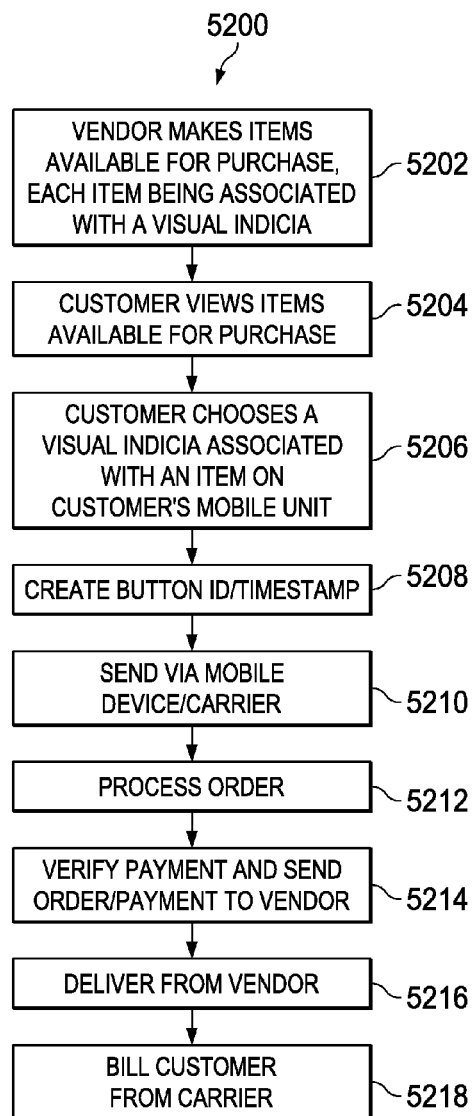 5200
VENDOR MAKES ITEMS
AVAILABLE FOR PURCHASE,
EACH ITEM BEING ASSOCIATED
WITH A VISUAL INDICIA
5202
CUSTOMER VIEWS ITEMS
AVAILABLE FOR PURCHASE
5204
CUSTOMER CHOOSES A
VISUAL INDICIA ASSOCIATED
WITH AN ITEM ON
CUSTOMER'S MOBILE UNIT
5206
CREATE BUTTON ID/TIMESTAMP
5208
SEND VIA MOBILE
DEVICE/CARRIER
5210
PROCESS ORDER
5212
VERIFY PAYMENT AND SEND
ORDER/PAYMENT TO VENDOR
5214
DELIVER FROM VENDOR
5216
BILL CUSTOMER
FROM CARRIER
5218